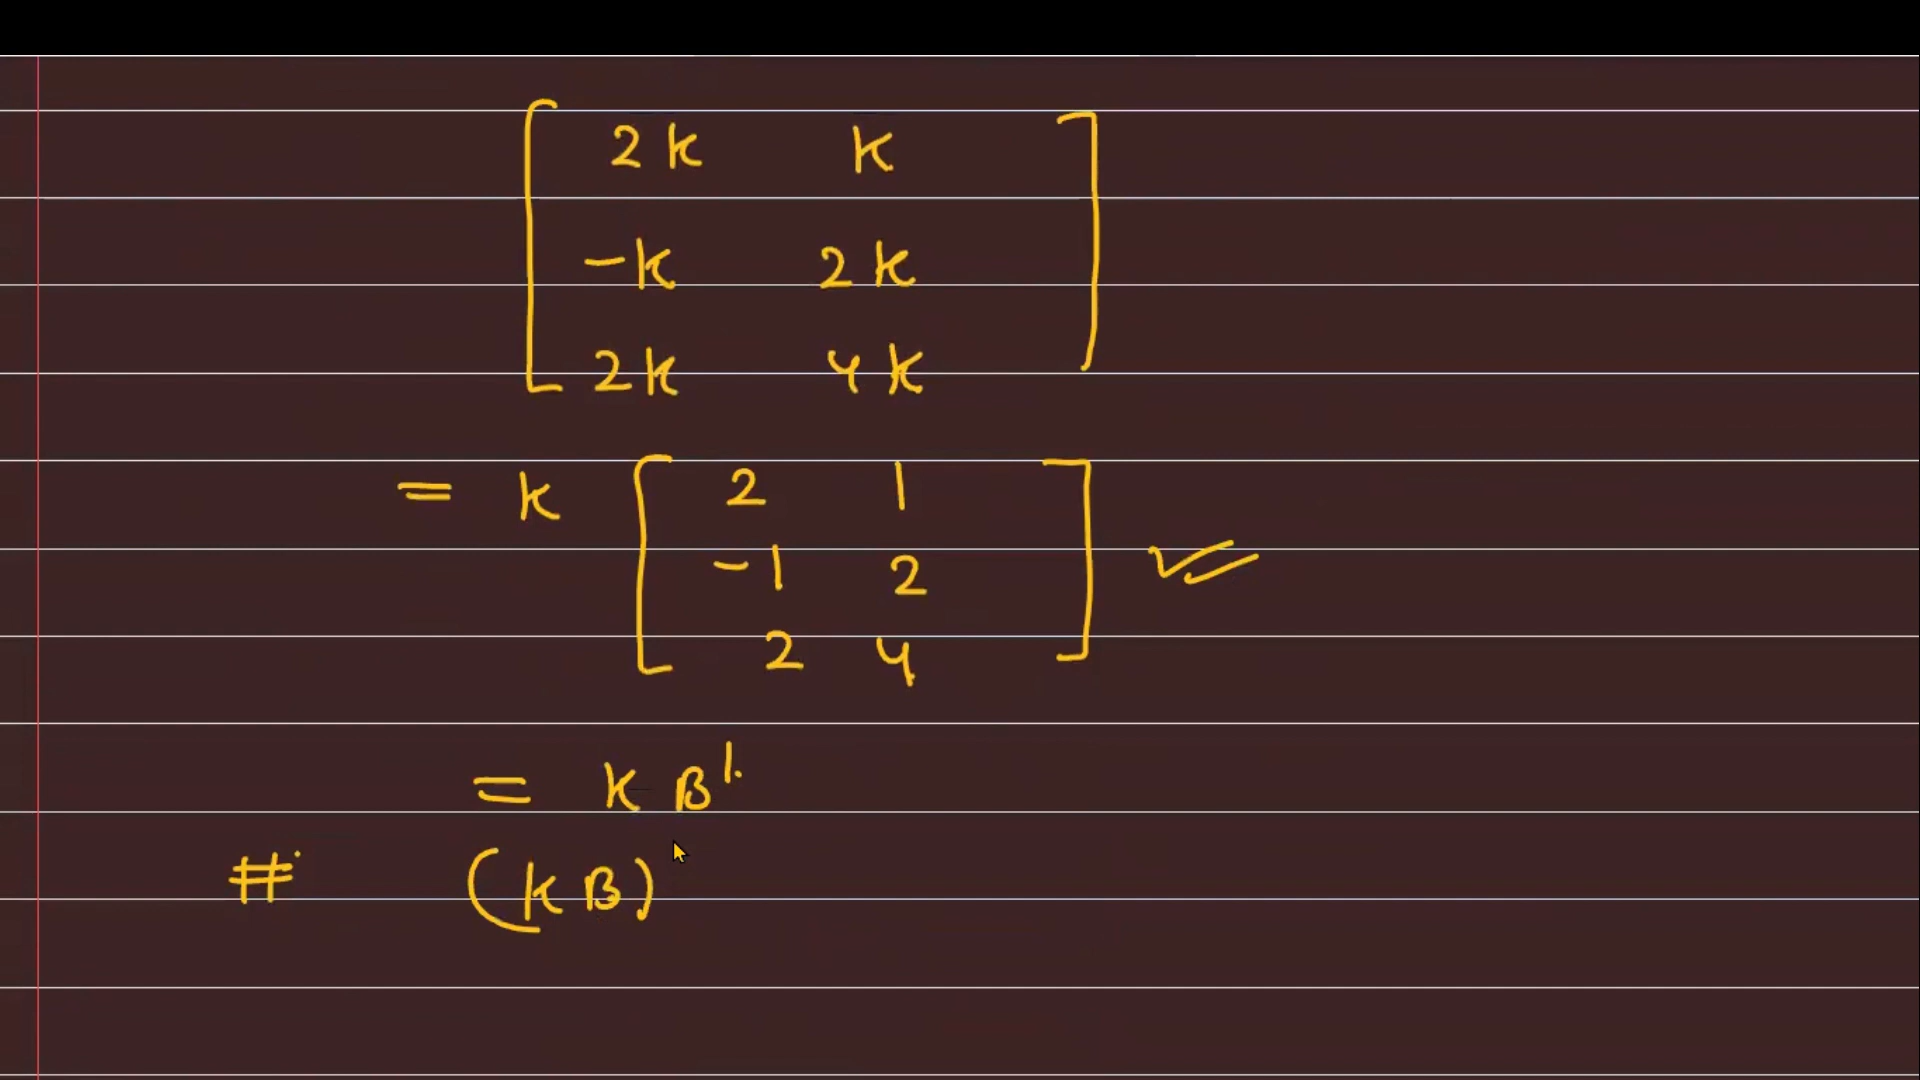 [ 2k k ]
[ -k 2k ]
[ 2k 4k ]
= k [ 2 1 ]
[ -1 2 ]
[ 2 4 ]
= k B'.
# (kB)